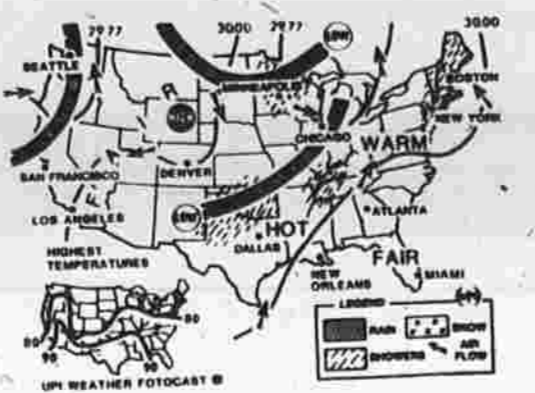 29.77
30.00
29.77
LOW
30.00
SEATTLE
MINNEAPOLIS
BOSTON
NEW YORK
CHICAGO
WARM
SAN FRANCISCO
DENVER
LOW
LOS ANGELES
ATLANTA
HOT
DALLAS
FAIR
HIGHEST
TEMPERATURES
NEW
ORLEANS
MIAMI
LEGEND
RAIN
SNOW
SHOWERS
AIR
FLOW
80
80
90
90
UPI WEATHER FOTOCAST ®